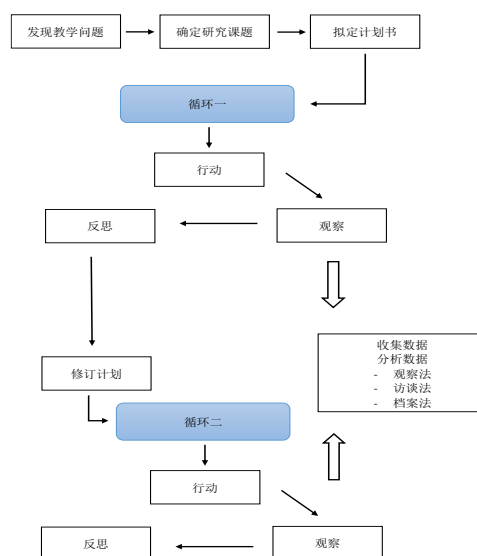 发现教学问题
确定研究课题
拟定计划书
循环一
行动
反思
观察
收集数据
分析数据
- 观察法
- 访谈法
- 档案法
修订计划
循环二
行动
反思
观察